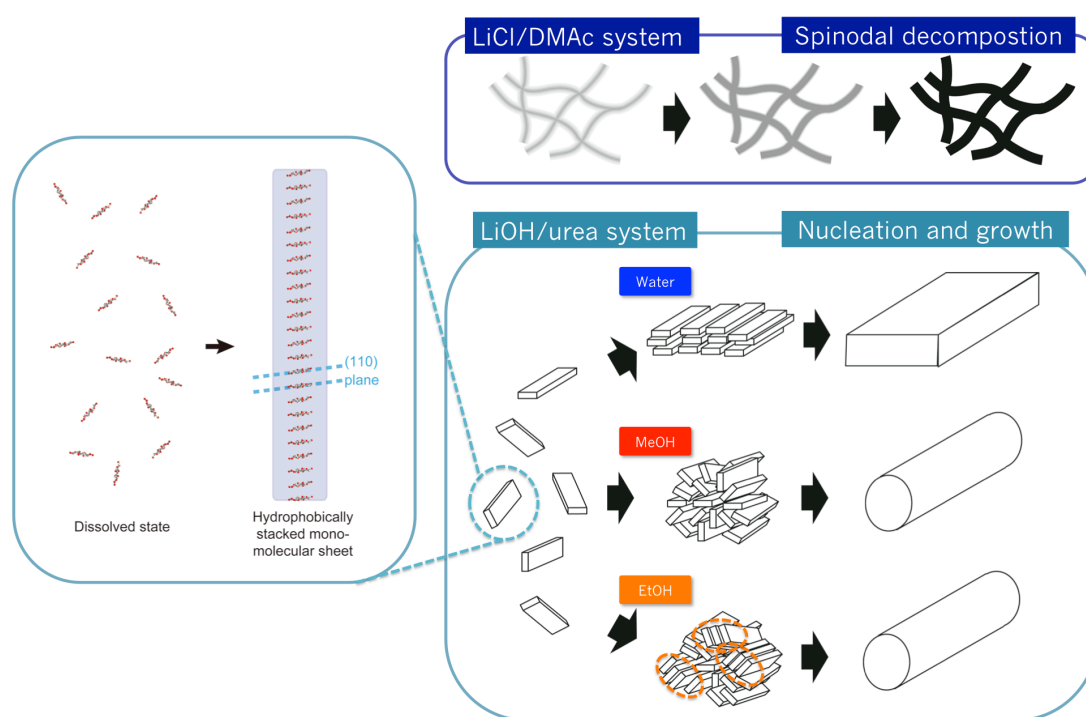 LiCl/DMAc system
Spinodal decompostion
(110)
plane
Dissolved state
Hydrophobically
stacked mono-
molecular sheet
LiOH/urea system
Nucleation and growth
Water
MeOH
EtOH